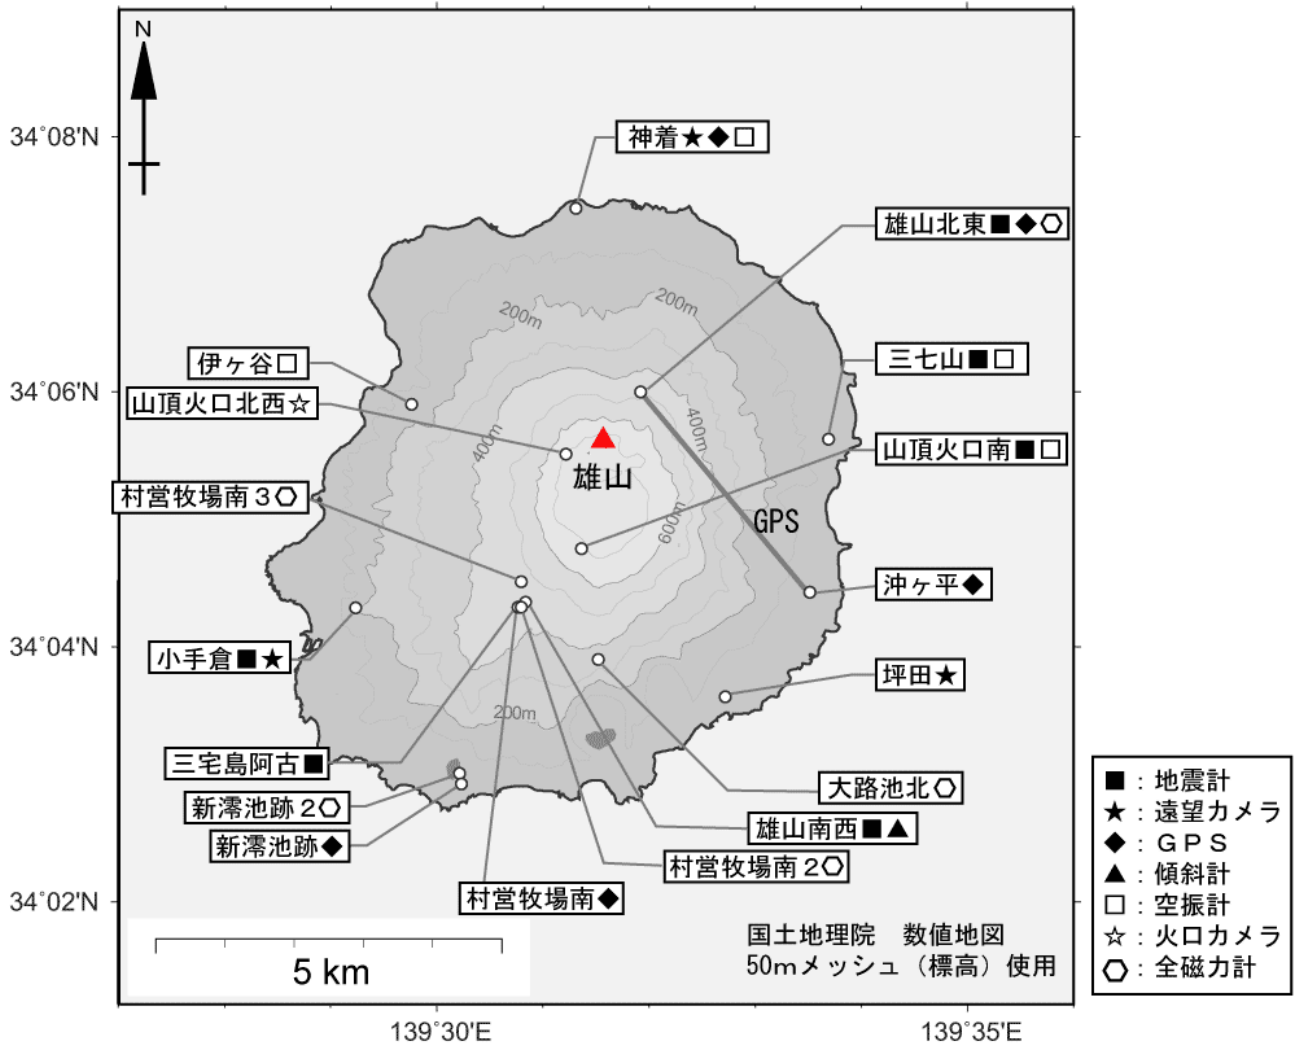 N
34°08'N
神着★◆□
雄山北東■◆⬡
200m
200m
伊ヶ谷□
三七山■□
34°06'N
山頂火口北西☆
400m
400m
山頂火口南■□
雄山
村営牧場南３⬡
600m
GPS
沖ヶ平◆
34°04'N
小手倉■★
坪田★
200m
三宅島阿古■
大路池北⬡
新澪池跡２⬡
雄山南西■▲
新澪池跡◆
村営牧場南２⬡
34°02'N
村営牧場南◆
5 km
国土地理院　数値地図
50mメッシュ（標高）使用
■：地震計
★：遠望カメラ
◆：ＧＰＳ
▲：傾斜計
□：空振計
☆：火口カメラ
⬡：全磁力計
139°30'E
139°35'E